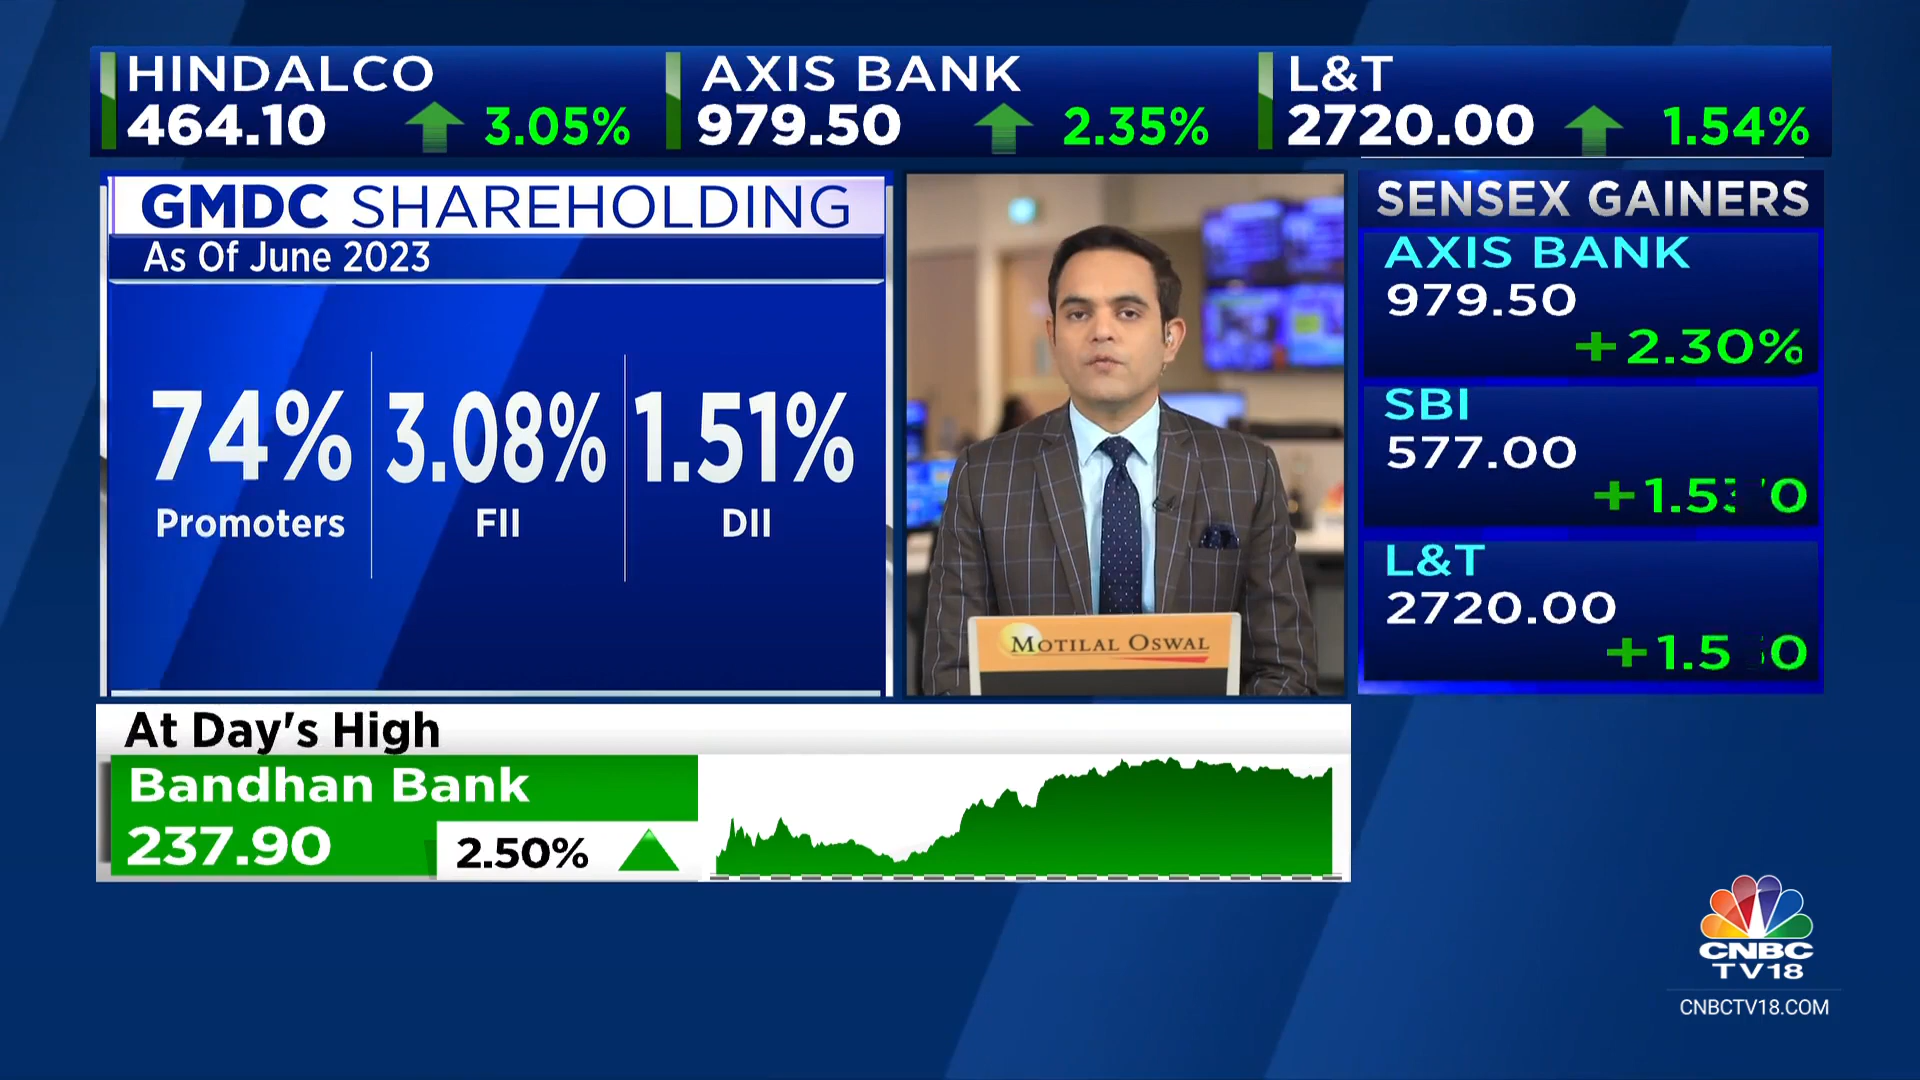 HINDALCO
464.10 3.05%
AXIS BANK
979.50 2.35%
L&T
2720.00 1.54%
GMDC SHAREHOLDING
As Of June 2023
74% 3.08% 1.51%
Promoters FII DII
MOTILAL OSWAL
SENSEX GAINERS
AXIS BANK
979.50
+2.30%
SBI
577.00
L&T
2720.00
At Day's High
Bandhan Bank
237.90 2.50%
CNBC
TV18
CNBCTV18.COM